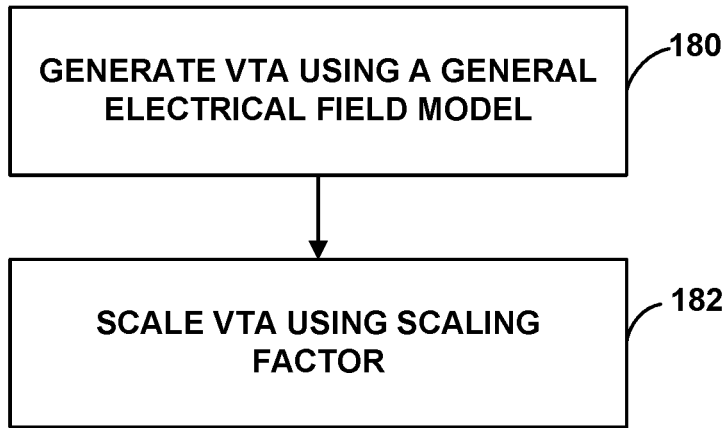 GENERATE VTA USING A GENERAL
ELECTRICAL FIELD MODEL
180
SCALE VTA USING SCALING
FACTOR
182